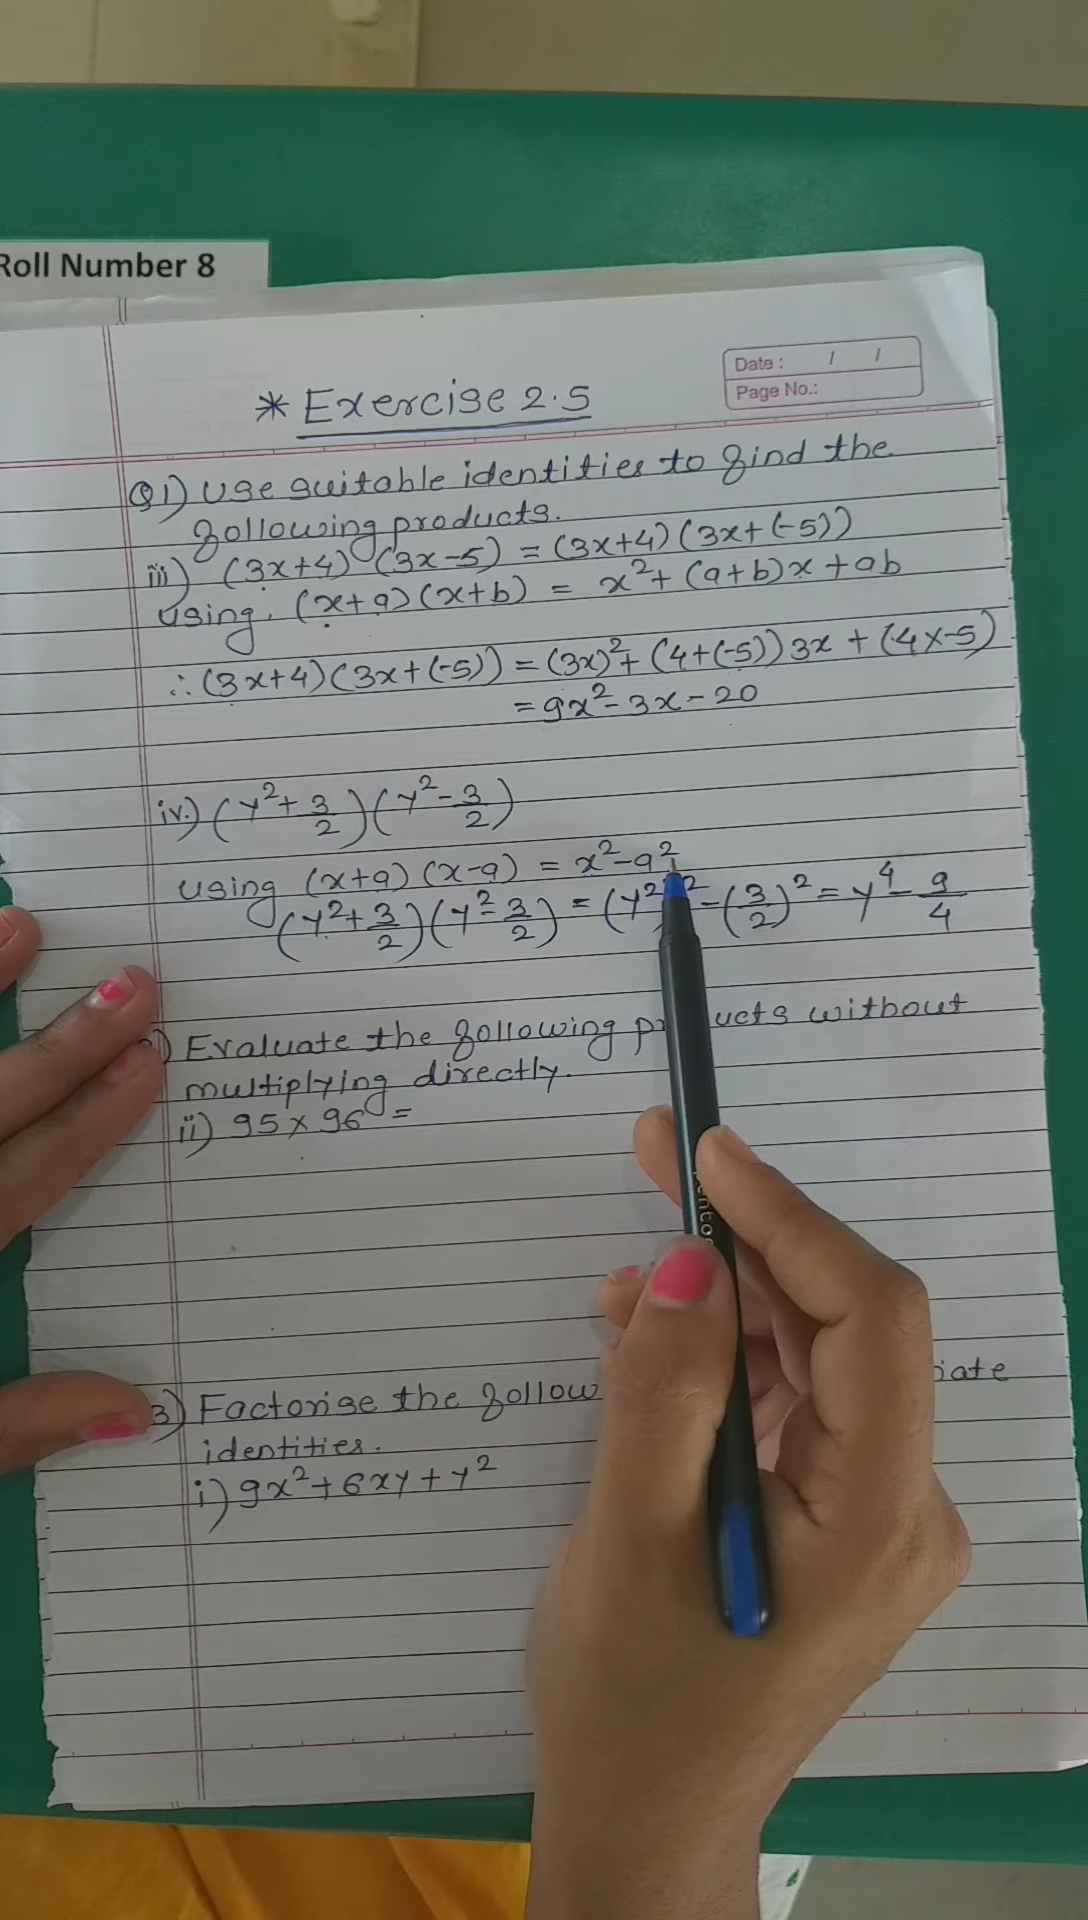 Roll Number 8
Date : / /
Page No.:
* Exercise 2.5
Q1) Use suitable identities to find the
following products.
iii) (3x+4) (3x-5) = (3x+4) (3x+(-5))
using. (x+a) (x+b) = x²+ (a+b)x + ab
∴ (3x+4) (3x+(-5)) = (3x)²+ (4+(-5)) 3x + (4x-5)
= 9x²- 3x - 20
iv.) (y²+ 3/2) (y²- 3/2)
using (x+a) (x-a) = x²-a²
(y²+ 3/2) (y²- 3/2) = (y²)² - (3/2)² = y⁴- 9/4
) Evaluate the following products without
multiplying directly.
ii) 95 x 96 =
3) Factorise the follow iate
identities.
i) 9x²+6xy+y²